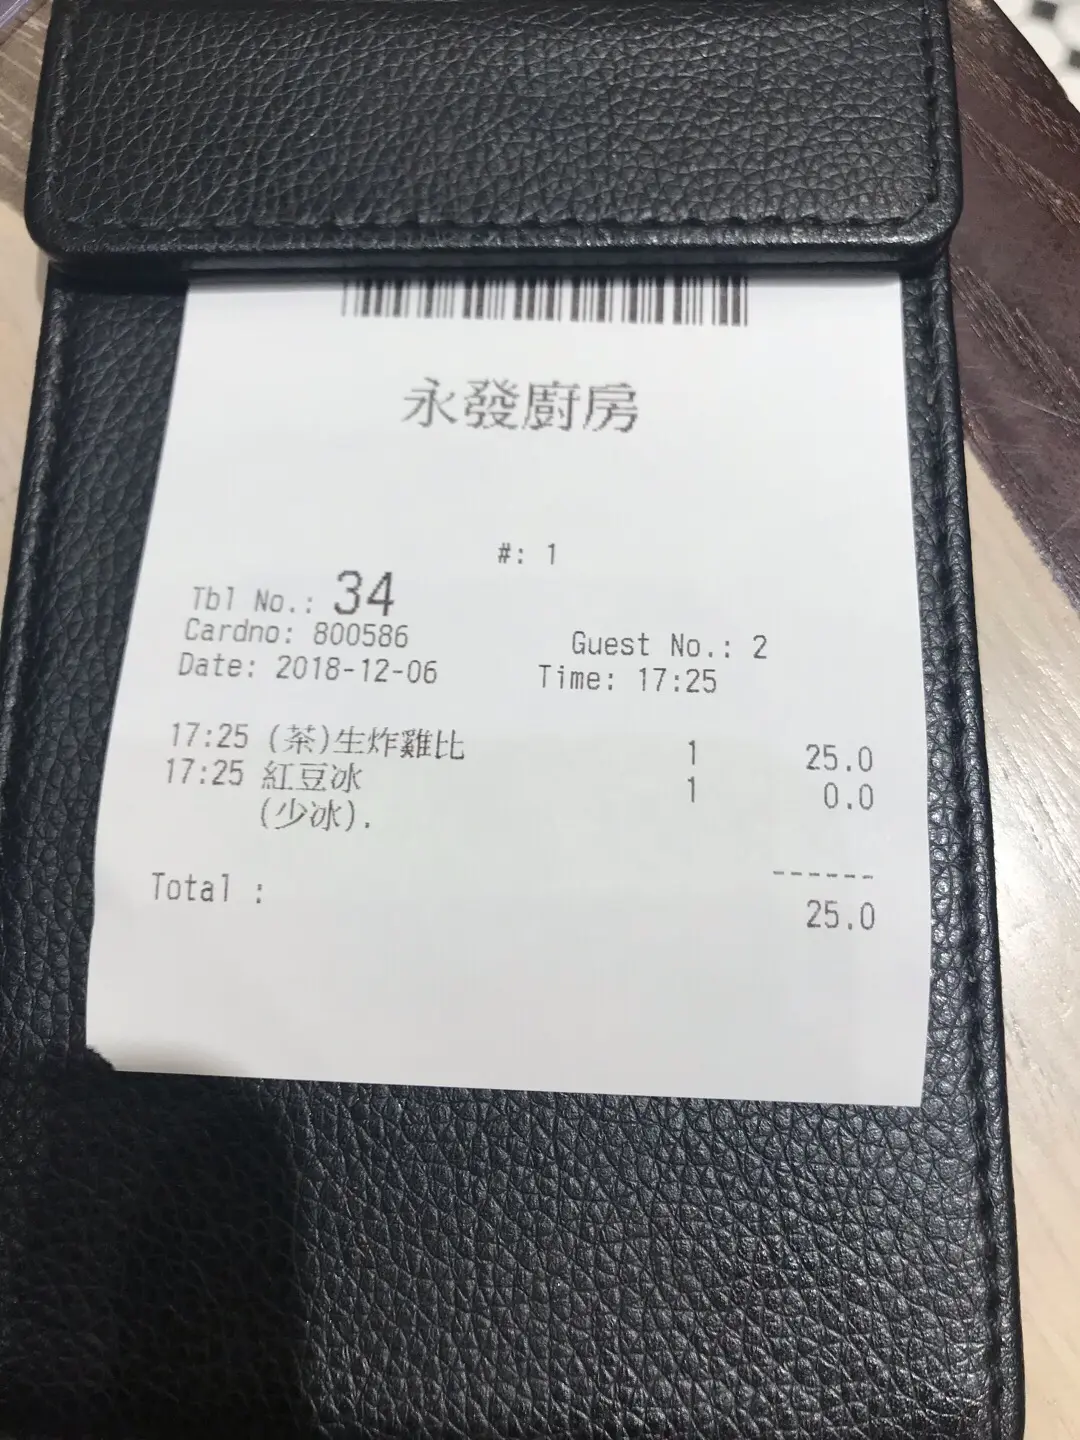 永發廚房
#: 1
Tbl No.: 34
Cardno: 800586 Guest No.: 2
Date: 2018-12-06 Time: 17:25
17:25 (茶)生炸雞比 1 25.0
17:25 紅豆冰 1 0.0
(少冰).
------
Total : 25.0